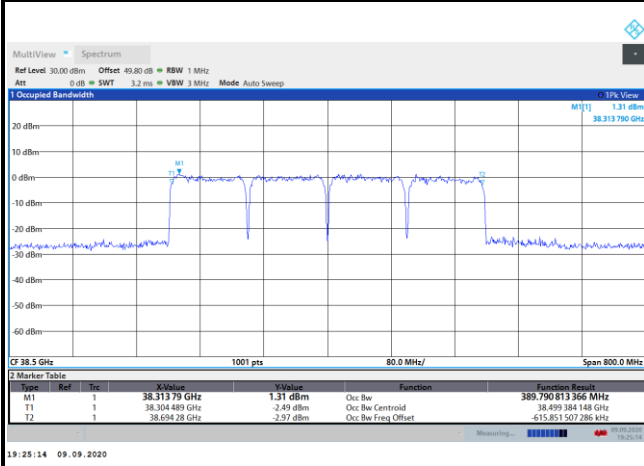 MultiView Spectrum
Ref Level 30.00 dBm Offset 49.80 dB RBW 1 MHz
Att 0 dB SWT 3.2 ms VBW 3 MHz Mode Auto Sweep
1 Occupied Bandwidth 1Pk View
M1[1] 1.31 dBm
38.313 790 GHz
20 dBm
10 dBm
M1
T1 T2
0 dBm
-10 dBm
-20 dBm
-30 dBm
-40 dBm
-50 dBm
-60 dBm
CF 38.5 GHz 1001 pts 80.0 MHz/ Span 800.0 MHz
2 Marker Table
Type Ref Trc X-Value Y-Value Function Function Result
M1 1 38.313 79 GHz 1.31 dBm Occ Bw 389.790 813 366 MHz
T1 1 38.304 489 GHz -2.49 dBm Occ Bw Centroid 38.499 384 148 GHz
T2 1 38.694 28 GHz -2.97 dBm Occ Bw Freq Offset -615.851 507 286 kHz
Measuring... 09.09.2020
19:25:14
19:25:14 09.09.2020